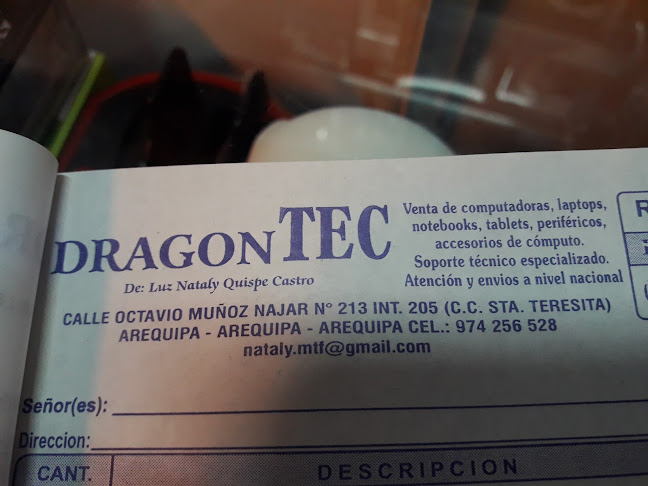 DRAGONTEC
De: Luz Nataly Quispe Castro
Venta de computadoras, laptops,
notebooks, tablets, periféricos,
accesorios de cómputo.
Soporte técnico especializado.
Atención y envios a nivel nacional
CALLE OCTAVIO MUÑOZ NAJAR N° 213 INT. 205 (C.C. STA. TERESITA)
AREQUIPA - AREQUIPA - AREQUIPA CEL.: 974 256 528
nataly.mtf@gmail.com
R
Señor(es):
Direccion:
CANT. DESCRIPCION